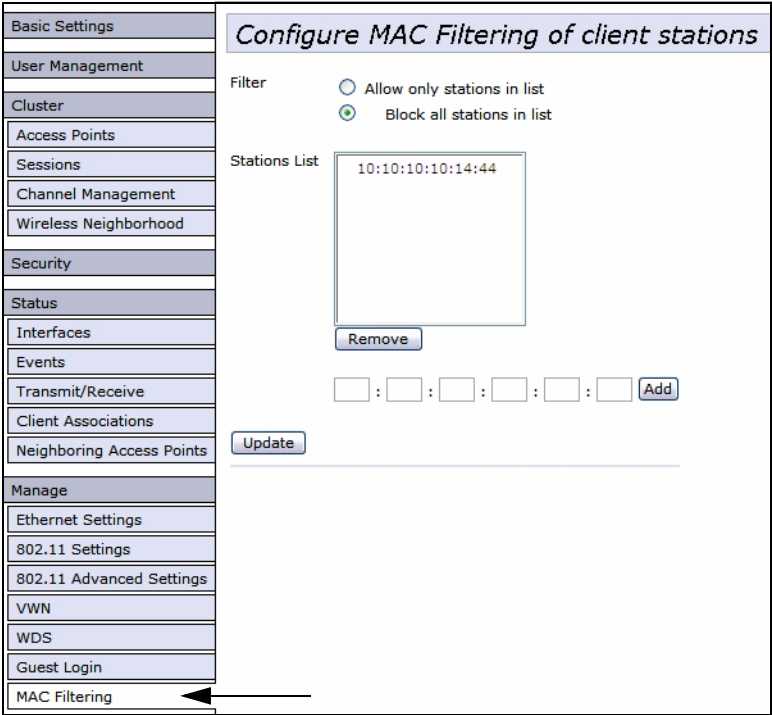 Basic Settings
User Management
Cluster
Access Points
Sessions
Channel Management
Wireless Neighborhood
Security
Status
Interfaces
Events
Transmit/Receive
Client Associations
Neighboring Access Points
Manage
Ethernet Settings
802.11 Settings
802.11 Advanced Settings
VWN
WDS
Guest Login
MAC Filtering
Configure MAC Filtering of client stations
Filter
Allow only stations in list
Block all stations in list
Stations List
10:10:10:10:14:44
Remove
: : : : : Add
Update